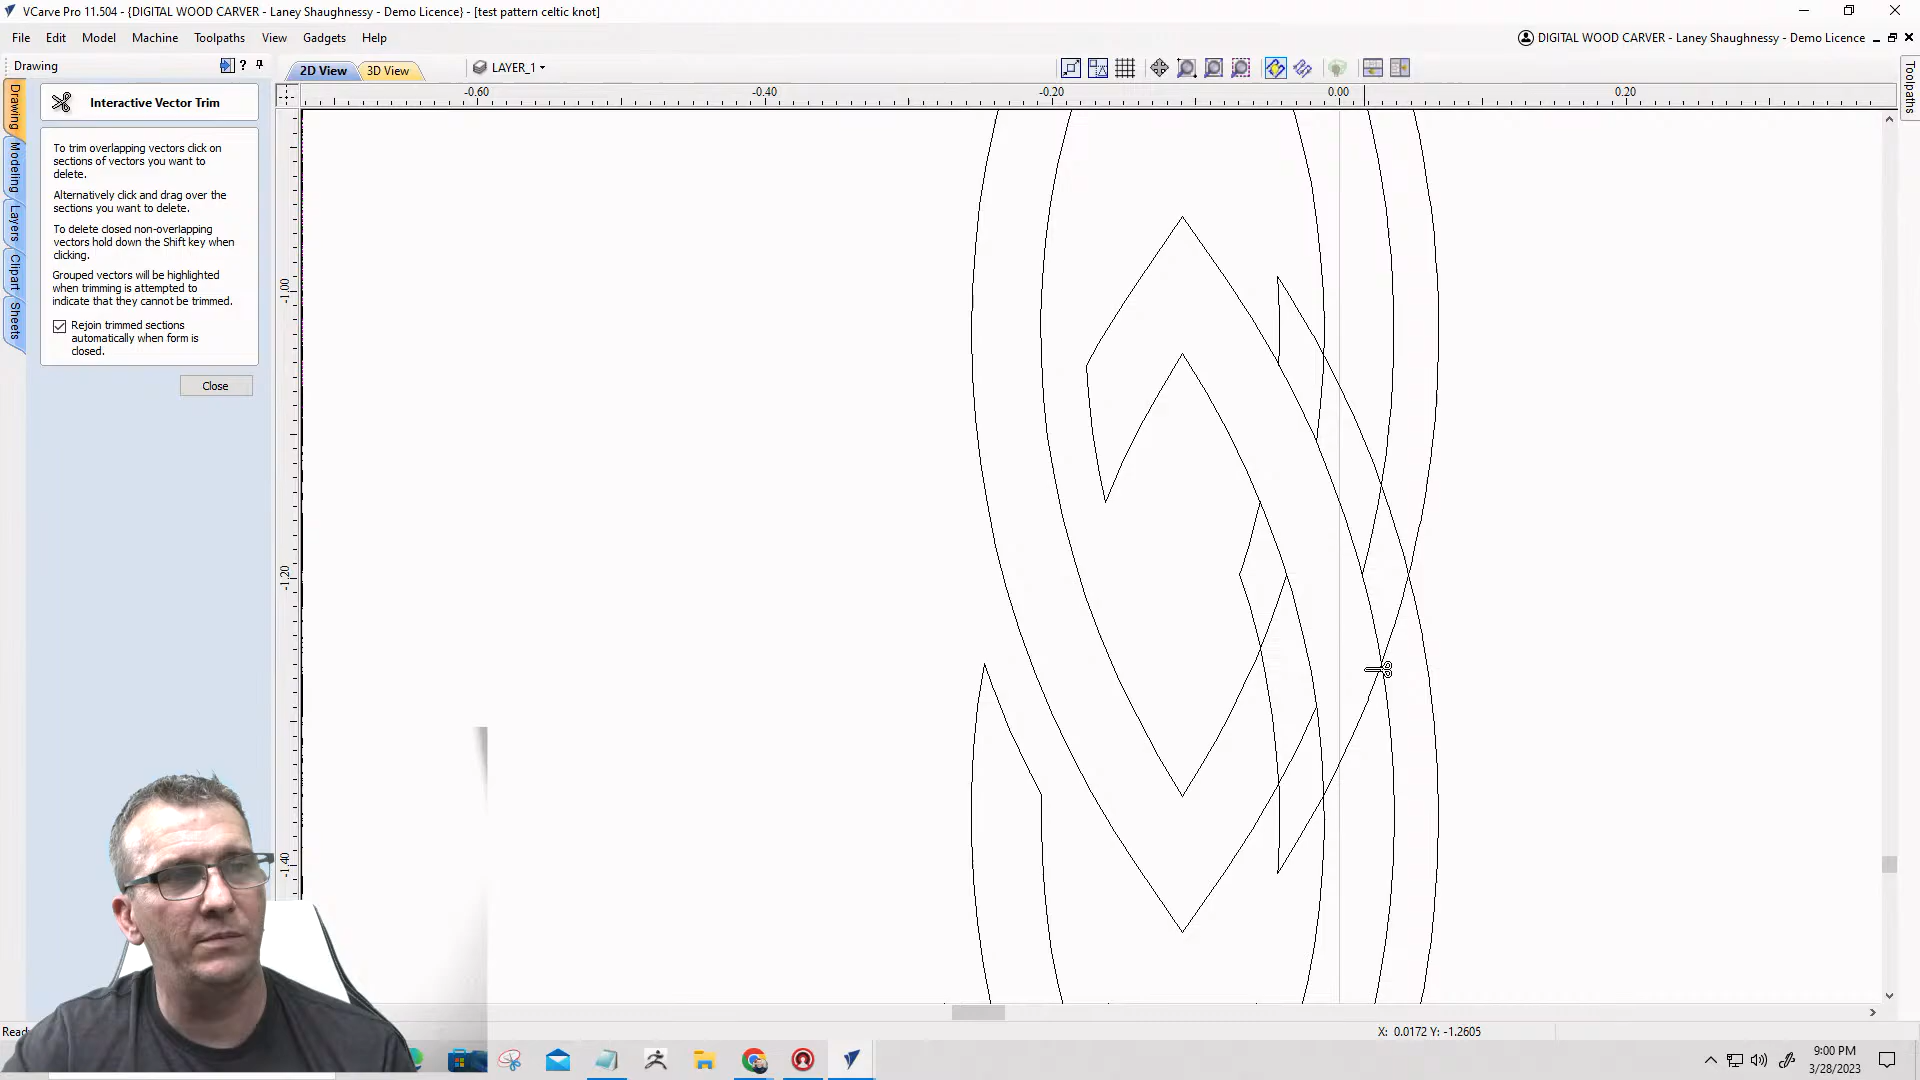 VCarve Pro 11.504 - {DIGITAL WOOD CARVER - Laney Shaughnessy - Demo Licence} - [test pattern celtic knot]
File Edit Model Machine Toolpaths View Gadgets Help
DIGITAL WOOD CARVER - Laney Shaughnessy - Demo Licence
Drawing
2D View
3D View
LAYER_1
Toolpaths
Drawing
Modeling
Layers
Clipart
Sheets
Interactive Vector Trim
To trim overlapping vectors click on
sections of vectors you want to
delete.
Alternatively click and drag over the
sections you want to delete.
To delete closed non-overlapping
vectors hold down the Shift key when
clicking.
Grouped vectors will be highlighted
when trimming is attempted to
indicate that they cannot be trimmed.
Rejoin trimmed sections
automatically when form is
closed.
Close
-0.60 -0.40 -0.20 0.00 0.20
-1.00
-1.20
-1.40
X: 0.0172 Y: -1.2605
9:00 PM
3/28/2023